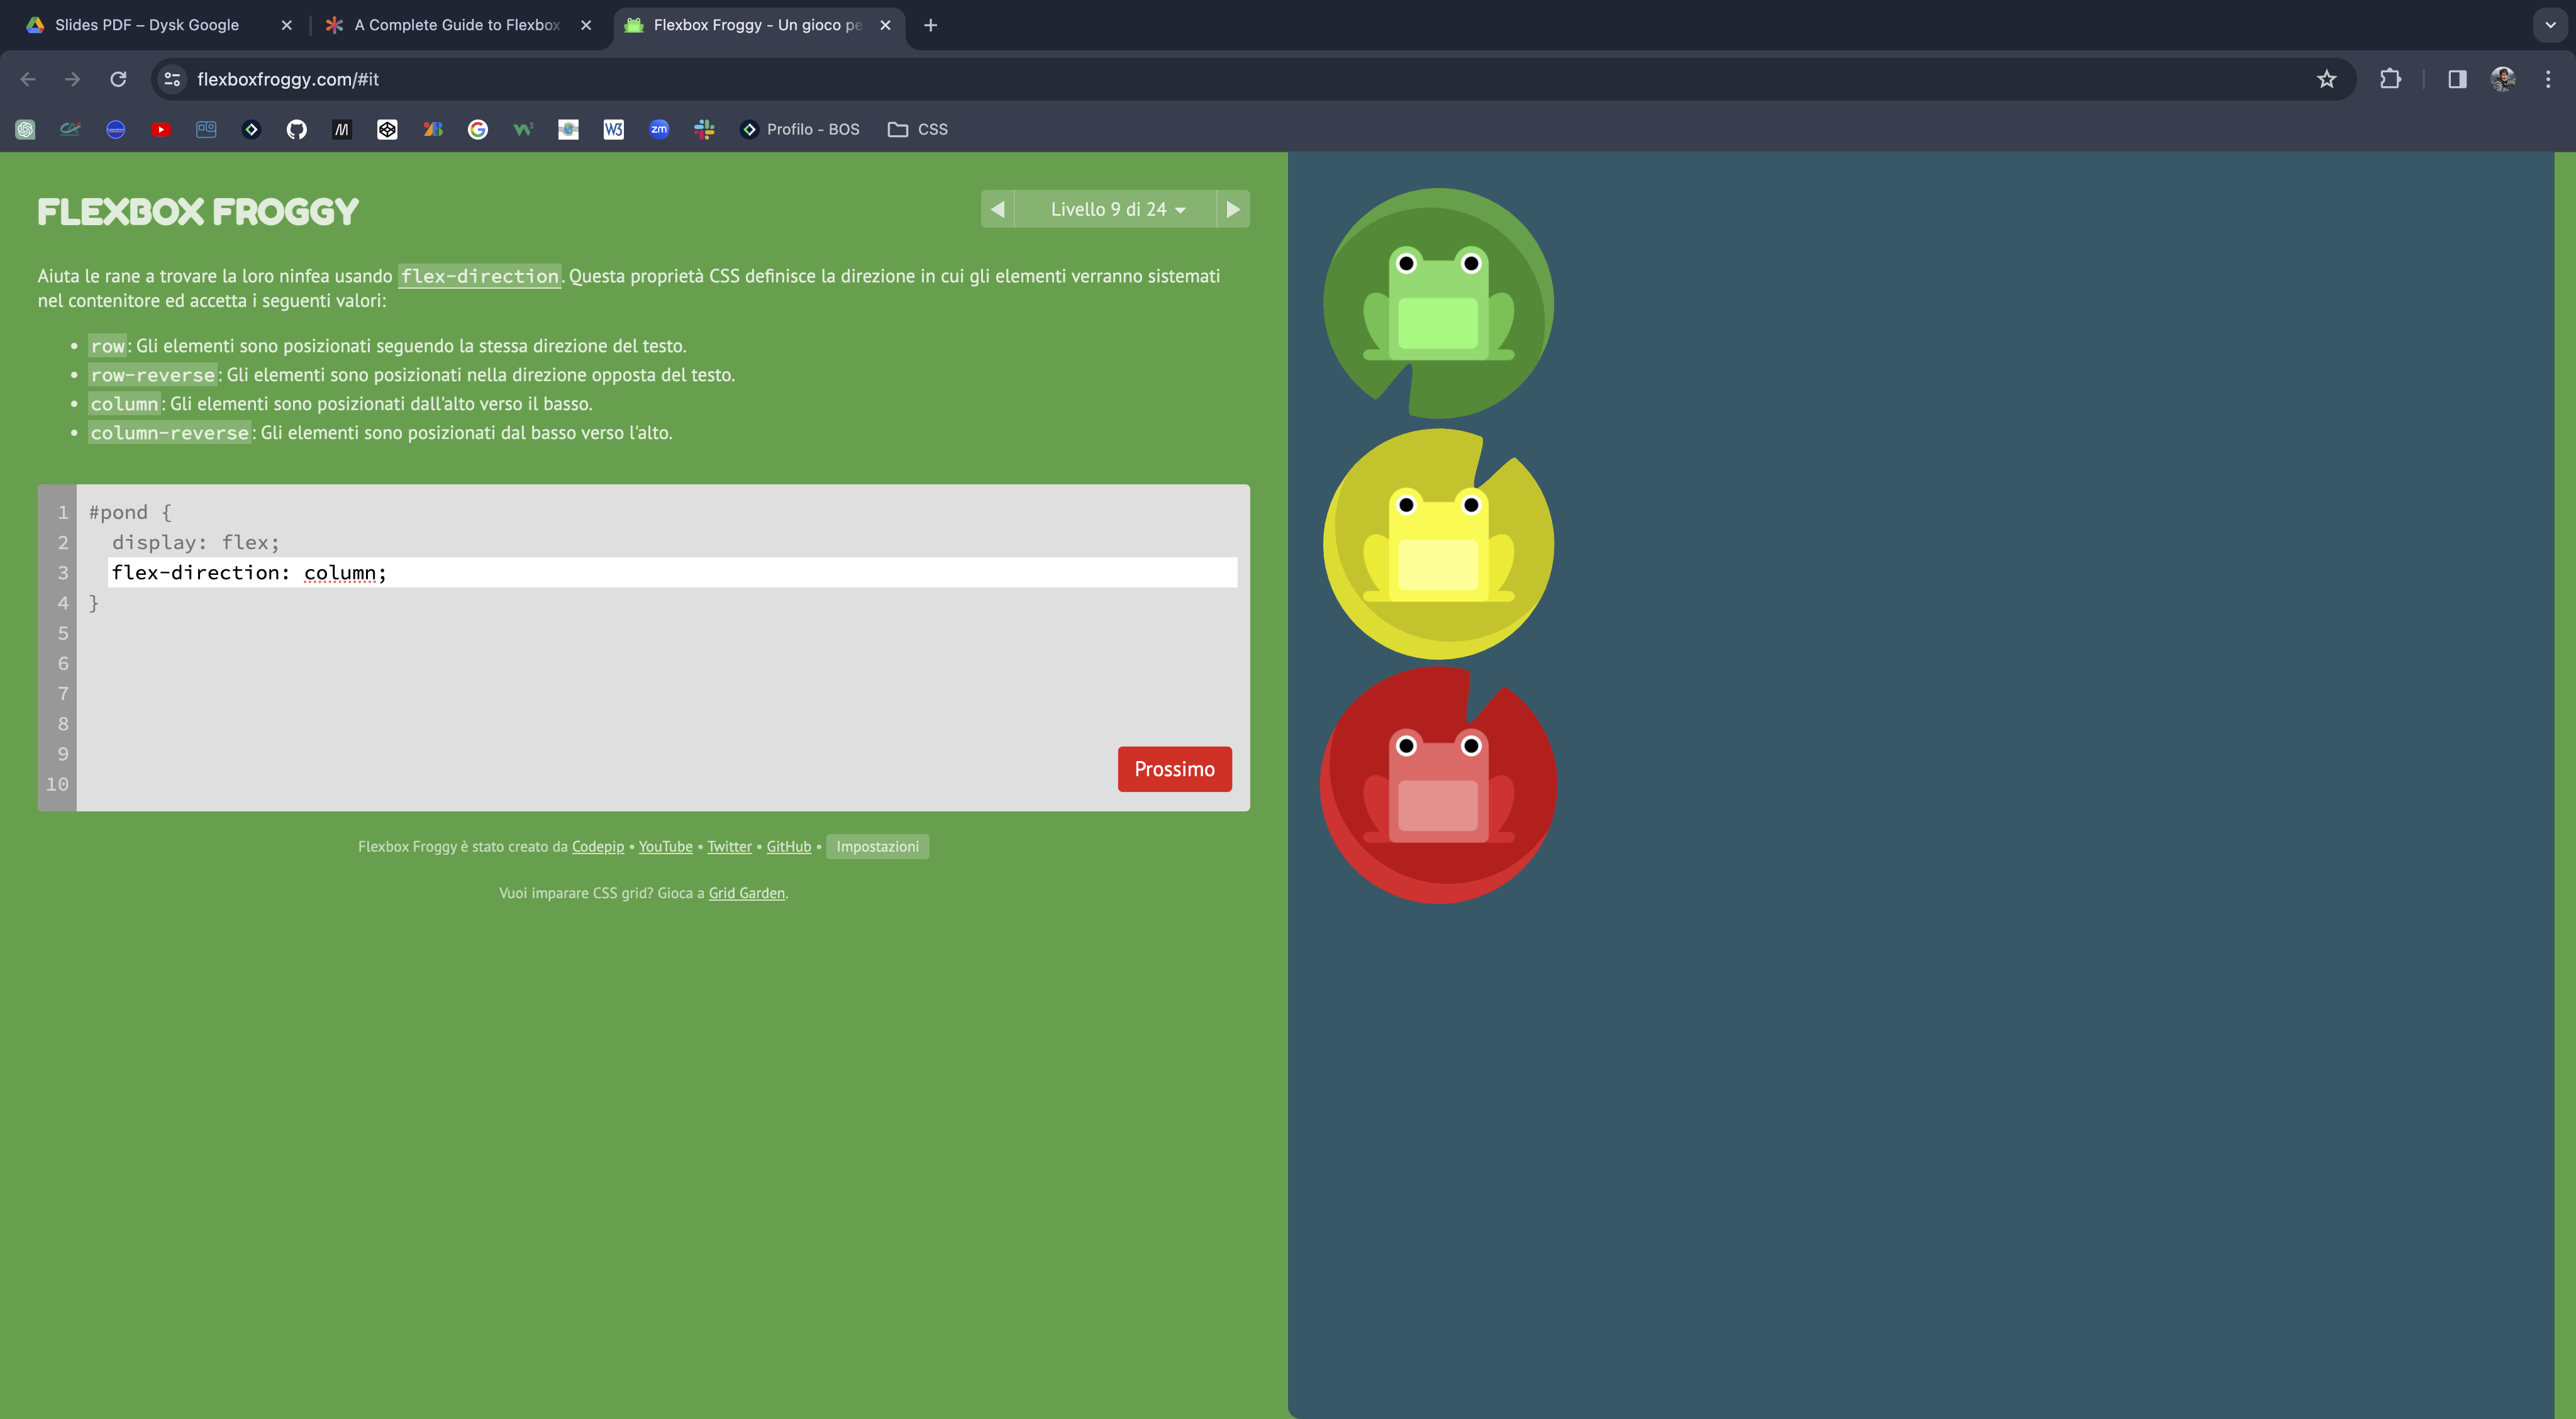 Slides PDF – Dysk Google
A Complete Guide to Flexbox
Flexbox Froggy - Un gioco pe
flexboxfroggy.com/#it
W3
zm
Profilo - BOS
CSS
FLEXBOX FROGGY
Livello 9 di 24
Aiuta le rane a trovare la loro ninfea usando flex-direction. Questa proprietà CSS definisce la direzione in cui gli elementi verranno sistemati
nel contenitore ed accetta i seguenti valori:
• row: Gli elementi sono posizionati seguendo la stessa direzione del testo.
• row-reverse: Gli elementi sono posizionati nella direzione opposta del testo.
• column: Gli elementi sono posizionati dall'alto verso il basso.
• column-reverse: Gli elementi sono posizionati dal basso verso l'alto.
1 #pond {
2 display: flex;
3 flex-direction: column;
4 }
5
6
7
8
9
10
Prossimo
Flexbox Froggy è stato creato da Codepip • YouTube • Twitter • GitHub • Impostazioni
Vuoi imparare CSS grid? Gioca a Grid Garden.